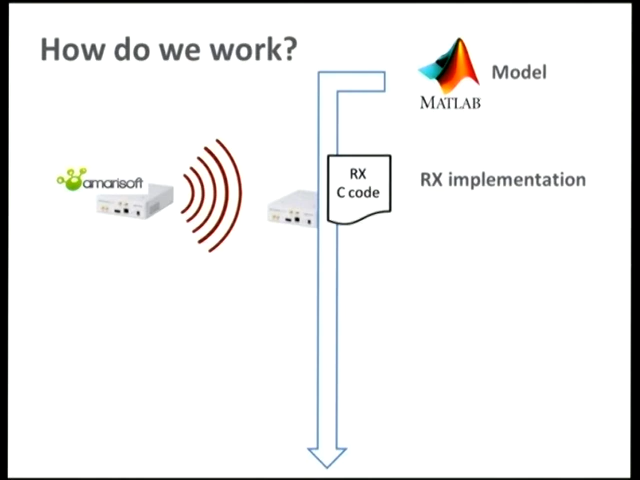 How do we work?
Model
MATLAB
amarisoft
RX
C code
RX implementation